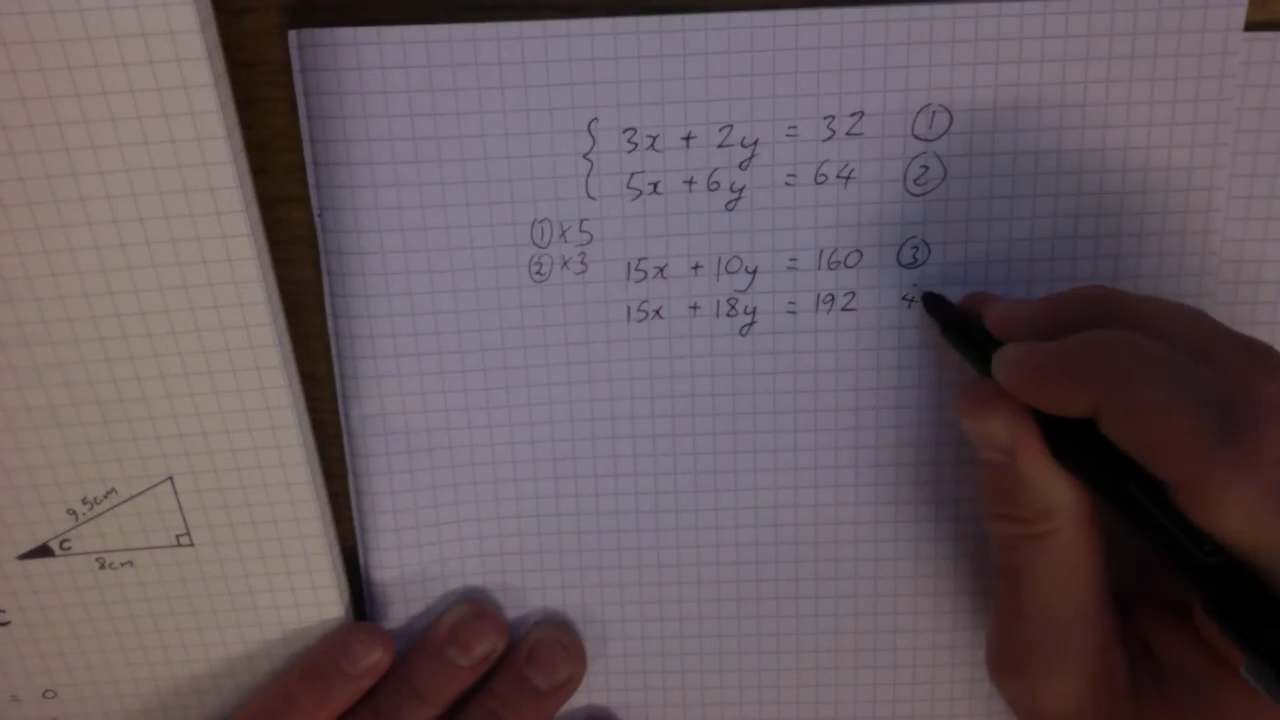 { 3x + 2y = 32 ①
5x + 6y = 64 ②
① × 5
② × 3 15x + 10y = 160 ③
15x + 18y = 192 4
9.5cm
C
8cm
C
= 0